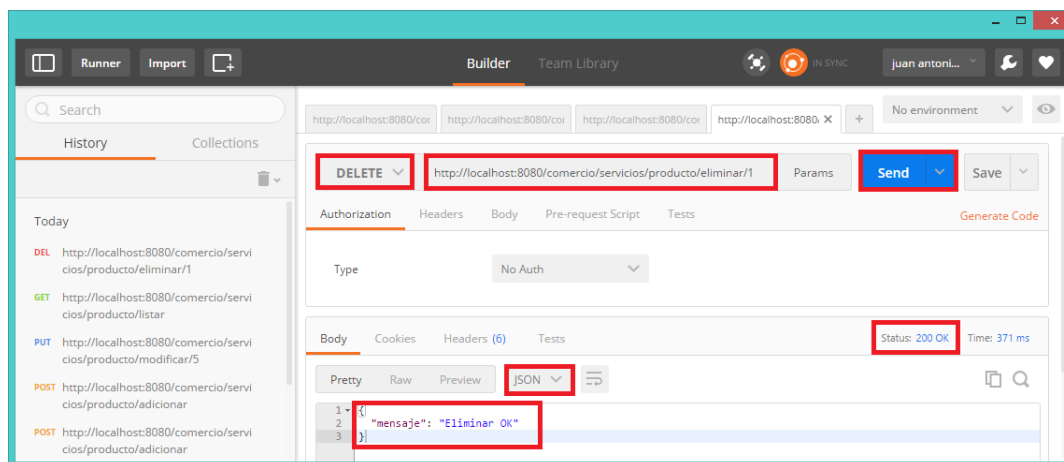 Runner Import Builder Team Library IN SYNC juan antoni...
Search
History Collections
Today
DEL http://localhost:8080/comercio/servi
cios/producto/eliminar/1
GET http://localhost:8080/comercio/servi
cios/producto/listar
PUT http://localhost:8080/comercio/servi
cios/producto/modificar/5
POST http://localhost:8080/comercio/servi
cios/producto/adicionar
POST http://localhost:8080/comercio/servi
cios/producto/adicionar
http://localhost:8080/coı http://localhost:8080/coı http://localhost:8080/coı http://localhost:8080/ + No environment
DELETE http://localhost:8080/comercio/servicios/producto/eliminar/1 Params Send Save
Authorization Headers Body Pre-request Script Tests Generate Code
Type No Auth
Body Cookies Headers (6) Tests Status: 200 OK Time: 371 ms
Pretty Raw Preview JSON
1 {
2 "mensaje": "Eliminar OK"
3 }